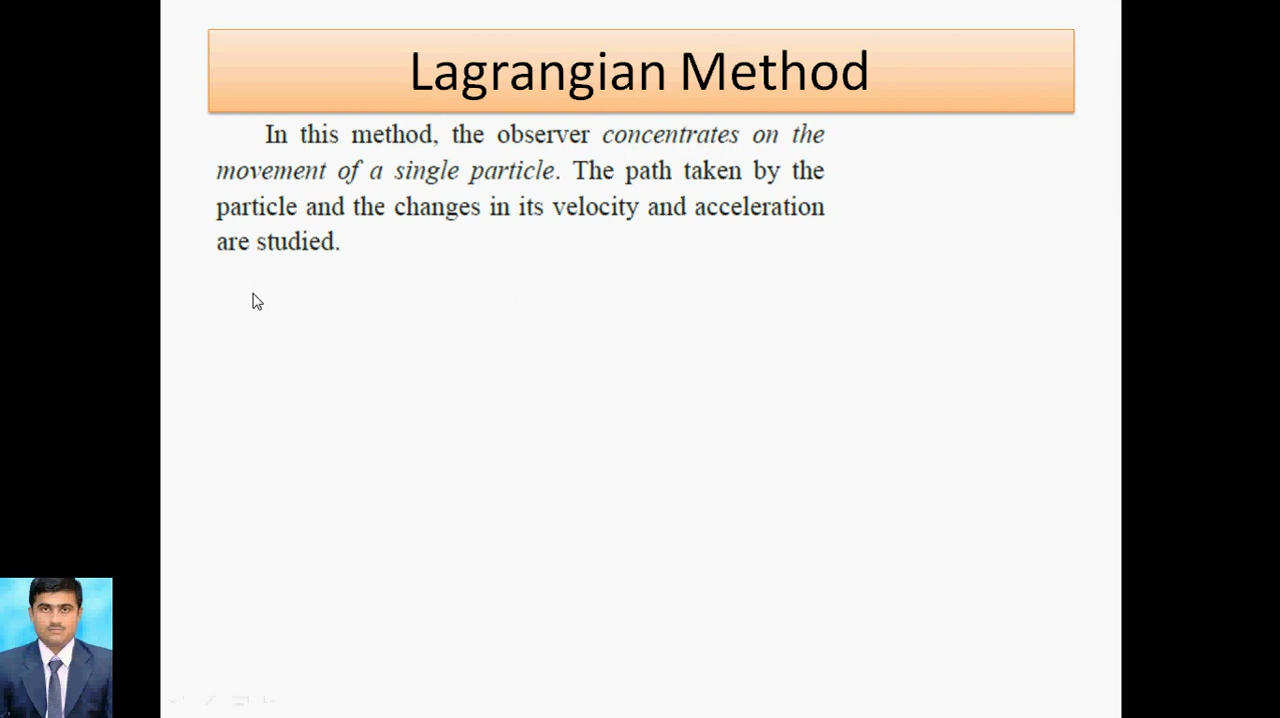 Lagrangian Method
In this method, the observer concentrates on the
movement of a single particle. The path taken by the
particle and the changes in its velocity and acceleration
are studied.